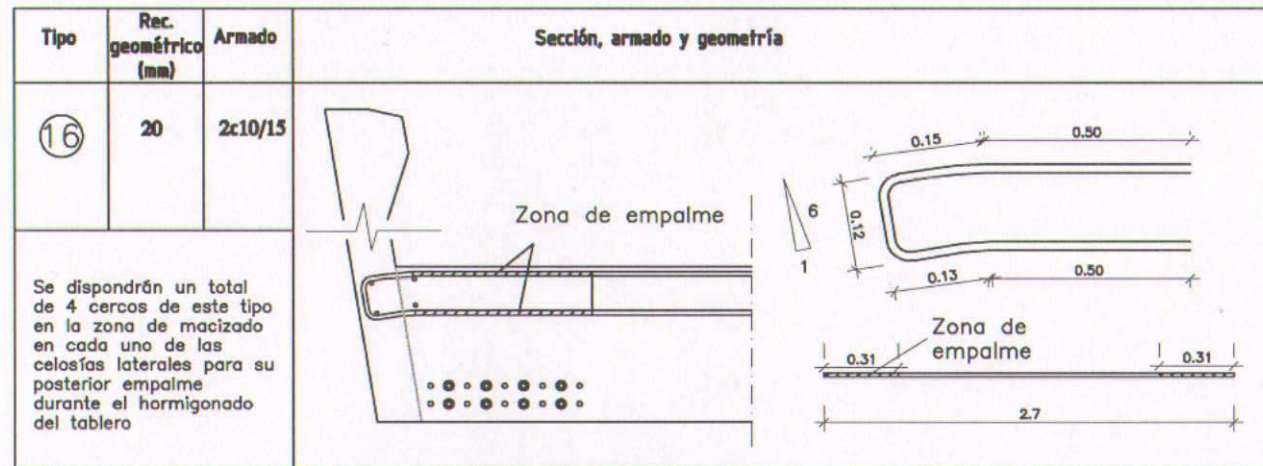 Tipo
Rec.
geométrico
(mm)
Armado
Sección, armado y geometría
16
20
2c10/15
Se dispondrán un total
de 4 cercos de este tipo
en la zona de macizado
en cada uno de las
celosías laterales para su
posterior empalme
durante el hormigonado
del tablero
Zona de empalme
6
1
0.15
0.50
0.12
0.13
0.50
Zona de
empalme
0.31
0.31
2.7